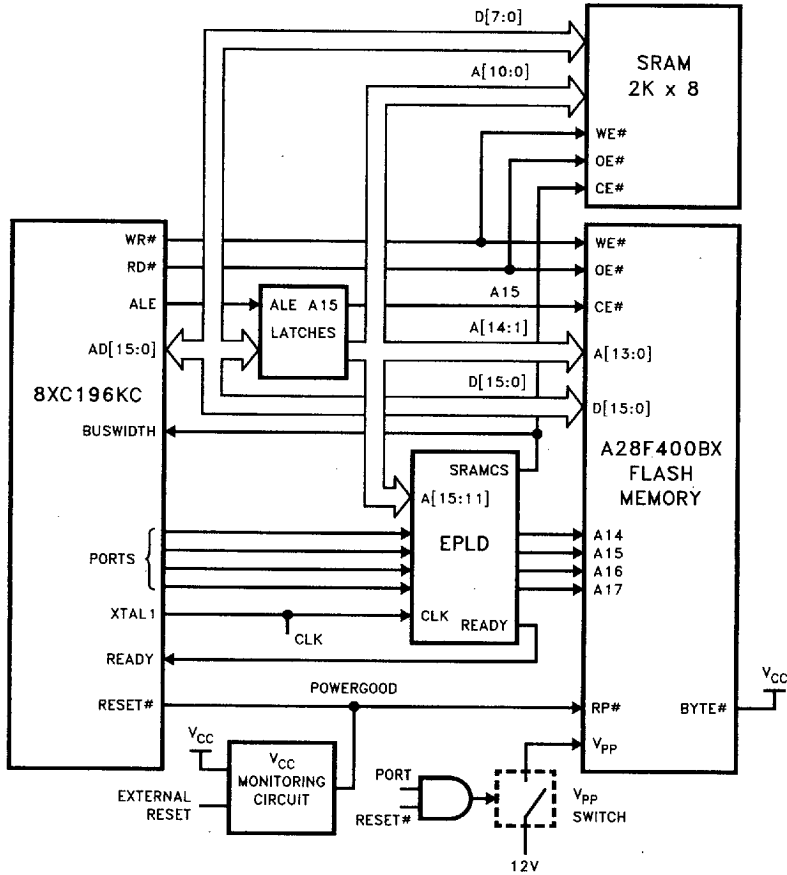 D[7:0]
A[10:0]
SRAM
2K x 8
WE#
OE#
CE#
WR#
RD#
ALE
AD[15:0]
8XC196KC
BUSWIDTH
PORTS
XTAL1
READY
RESET#
ALE A15
LATCHES
A15
A[14:1]
D[15:0]
WE#
OE#
CE#
A[13:0]
D[15:0]
A28F400BX
FLASH
MEMORY
A14
A15
A16
A17
RP#
BYTE#
VPP
VCC
SRAMCS
A[15:11]
EPLD
CLK
READY
CLK
POWERGOOD
VCC
VCC
MONITORING
CIRCUIT
EXTERNAL
RESET
PORT
RESET#
VPP
SWITCH
12V